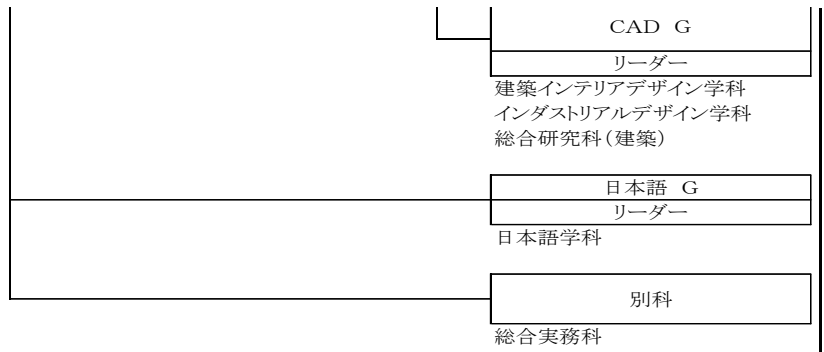 CAD G
リーダー
建築インテリアデザイン学科
インダストリアルデザイン学科
総合研究科(建築)
日本語 G
リーダー
日本語学科
別科
総合実務科